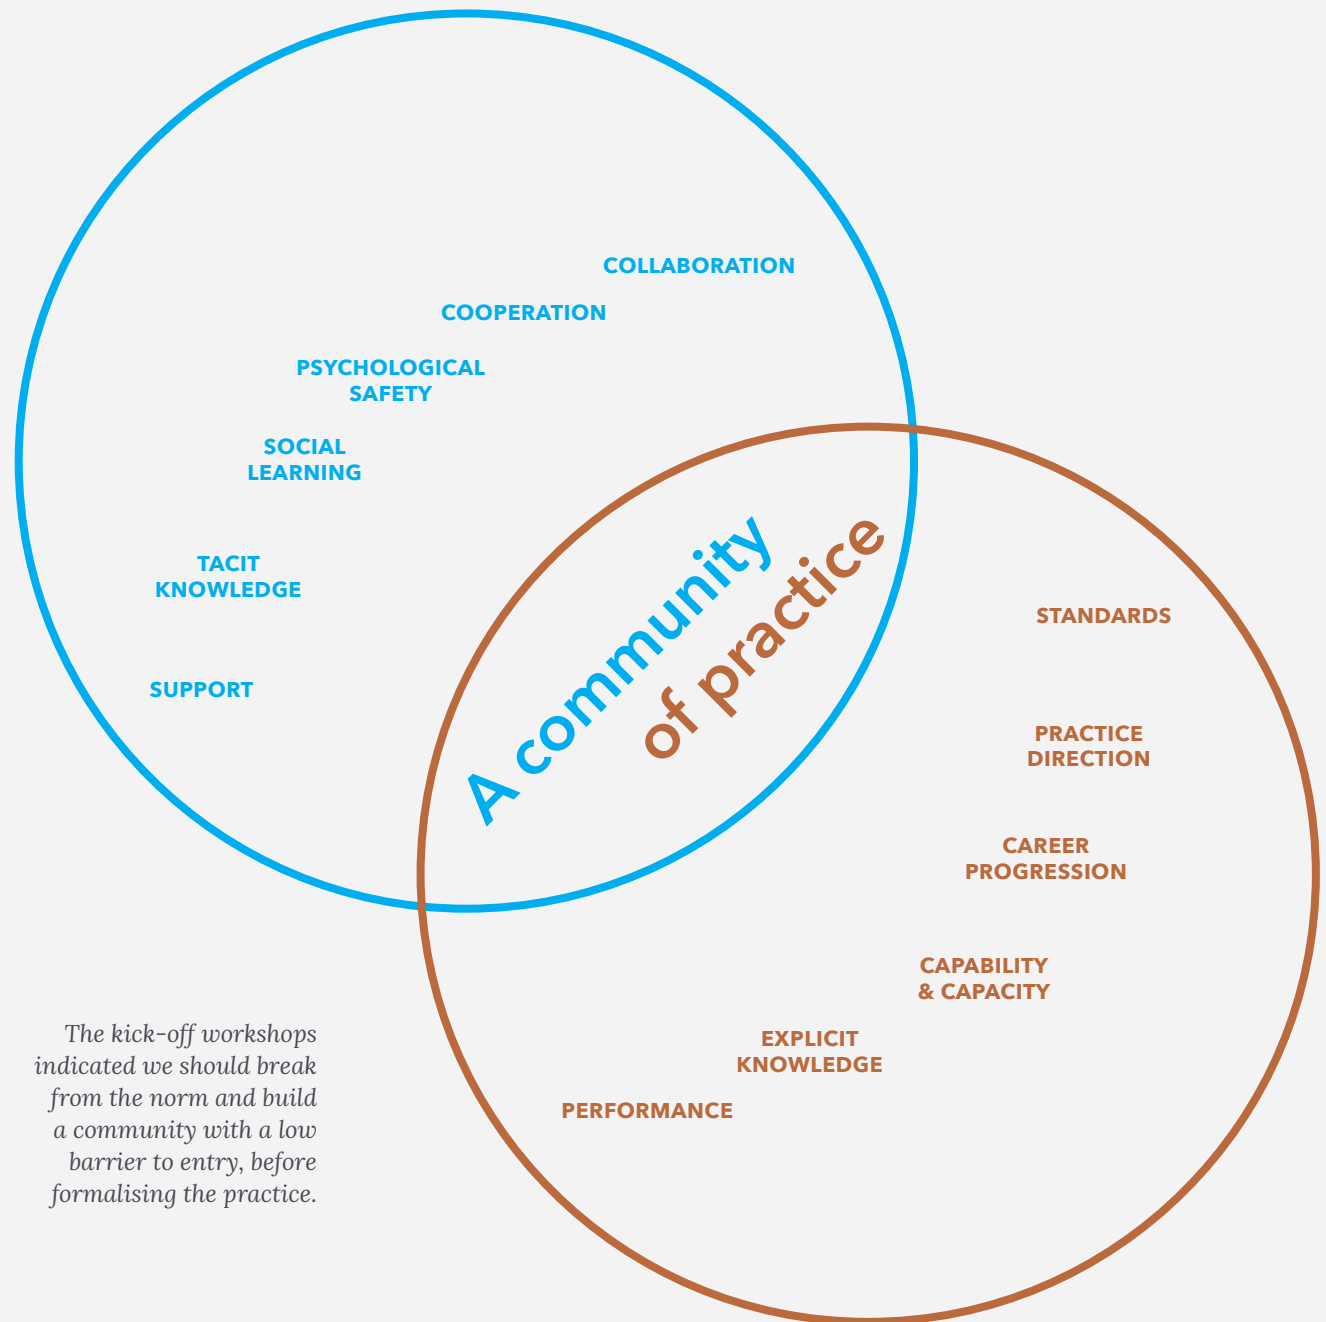 COLLABORATION
COOPERATION
PSYCHOLOGICAL
SAFETY
SOCIAL
LEARNING
TACIT
KNOWLEDGE
SUPPORT
A community
of practice
STANDARDS
PRACTICE
DIRECTION
CAREER
PROGRESSION
CAPABILITY
& CAPACITY
EXPLICIT
KNOWLEDGE
PERFORMANCE
The kick-off workshops
indicated we should break
from the norm and build
a community with a low
barrier to entry, before
formalising the practice.